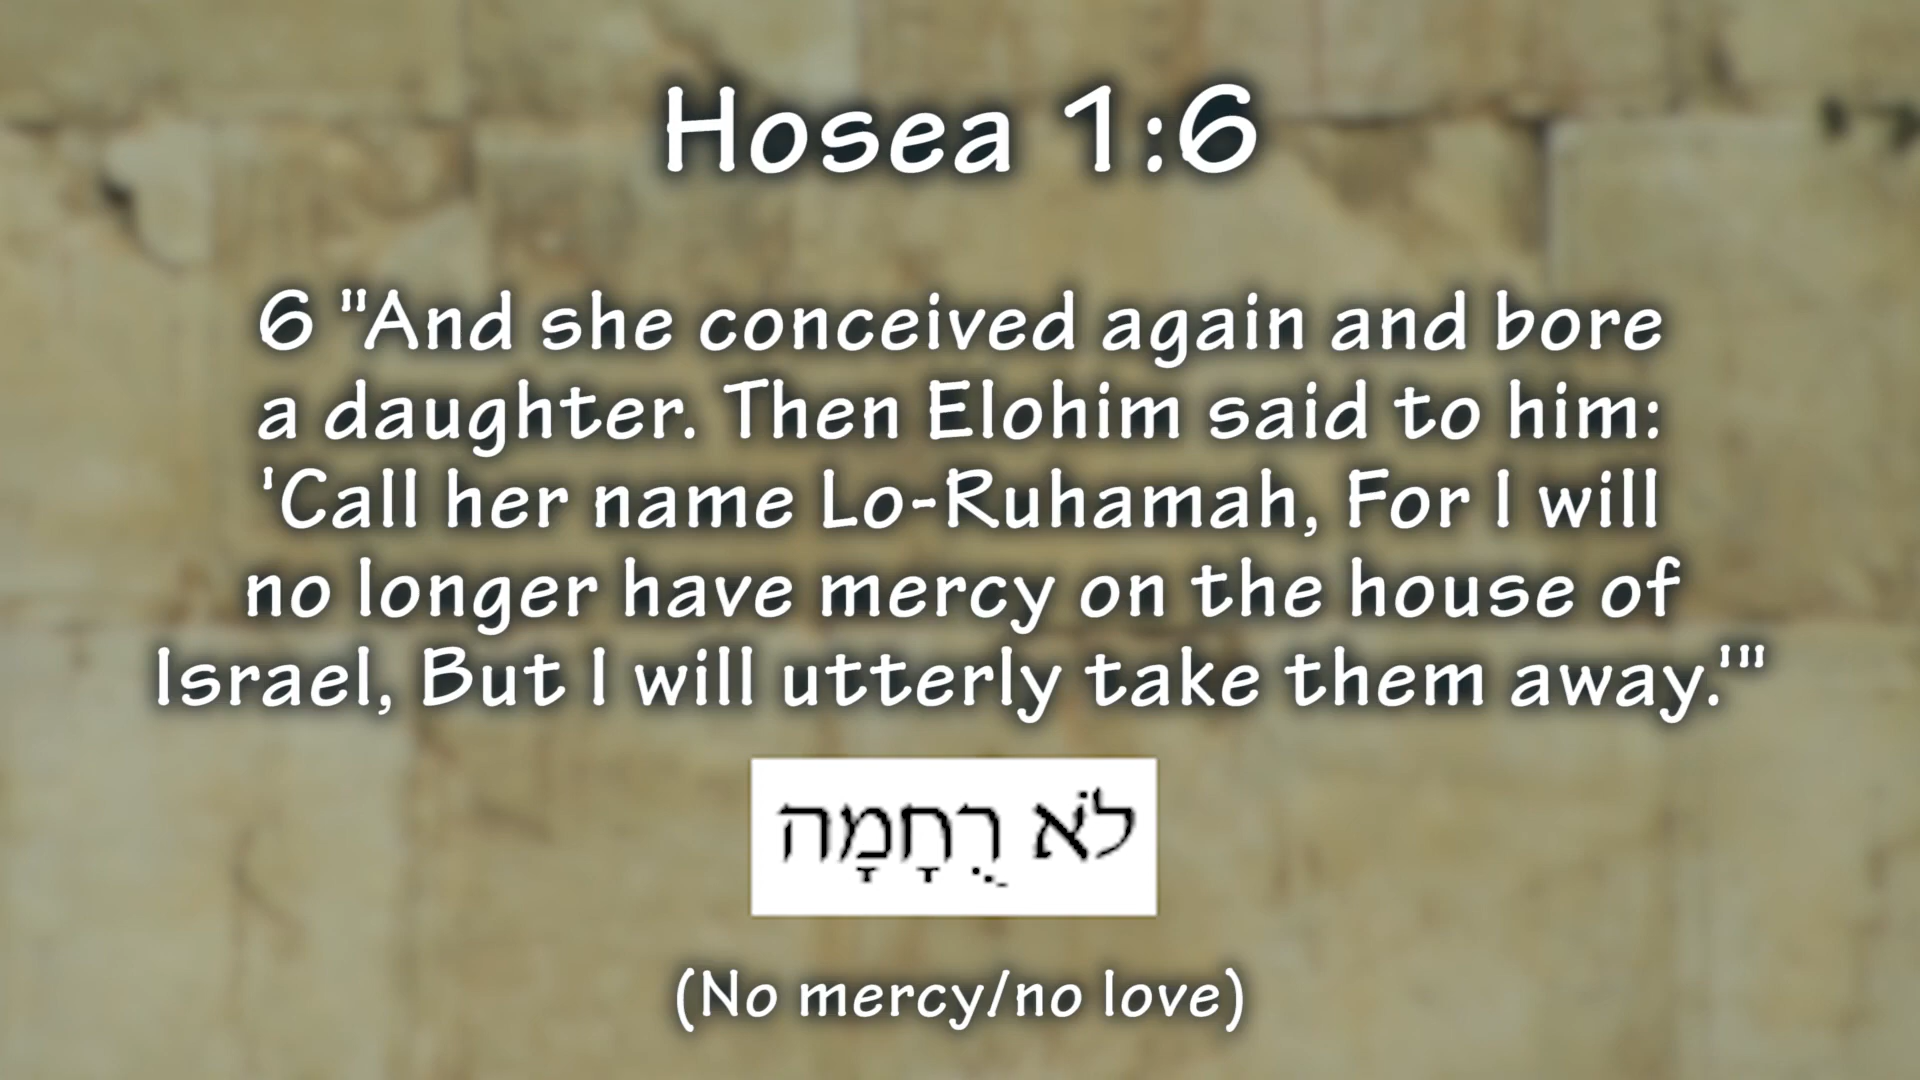 Hosea 1:6
6 "And she conceived again and bore
a daughter. Then Elohim said to him:
'Call her name Lo-Ruhamah, For I will
no longer have mercy on the house of
Israel, But I will utterly take them away.'"
לֹא רֻחָמָה
(No mercy/no love)